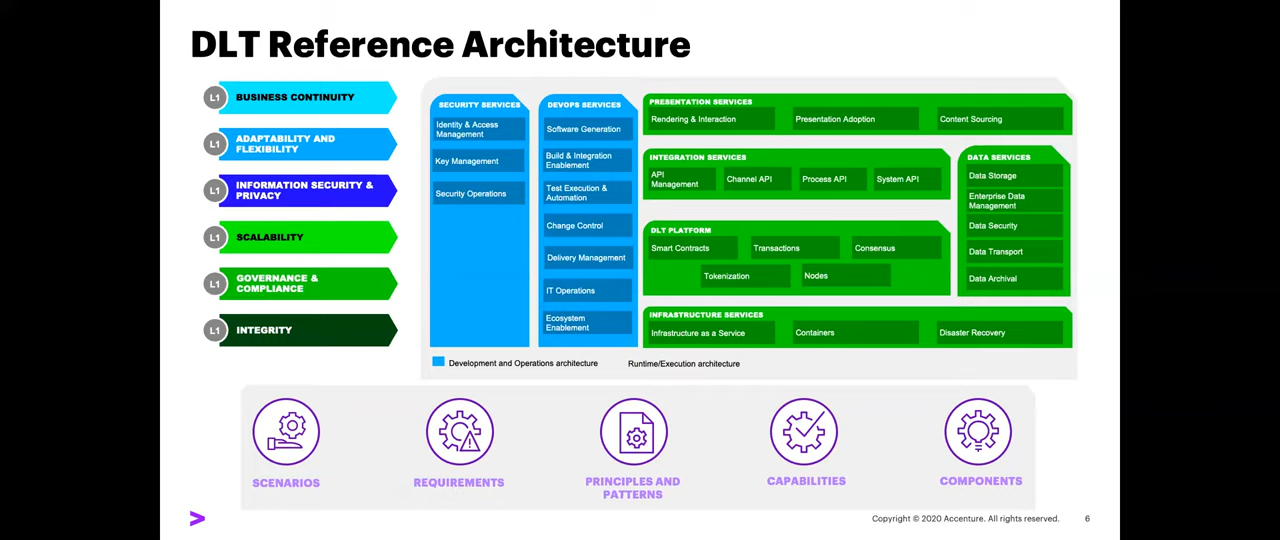 DLT Reference Architecture
L1
BUSINESS CONTINUITY
L1
ADAPTABILITY AND
FLEXIBILITY
L1
INFORMATION SECURITY &
PRIVACY
L1
SCALABILITY
L1
GOVERNANCE &
COMPLIANCE
L1
INTEGRITY
SECURITY SERVICES
Identity & Access
Management
Key Management
Security Operations
DEVOPS SERVICES
Software Generation
Build & Integration
Enablement
Test Execution &
Automation
Change Control
Delivery Management
IT Operations
Ecosystem
Enablement
PRESENTATION SERVICES
Rendering & Interaction
Presentation Adoption
Content Sourcing
INTEGRATION SERVICES
API
Management
Channel API
Process API
System API
DATA SERVICES
Data Storage
Enterprise Data
Management
Data Security
Data Transport
Data Archival
DLT PLATFORM
Smart Contracts
Transactions
Consensus
Tokenization
Nodes
INFRASTRUCTURE SERVICES
Infrastructure as a Service
Containers
Disaster Recovery
Development and Operations architecture
Runtime/Execution architecture
SCENARIOS
REQUIREMENTS
PRINCIPLES AND
PATTERNS
CAPABILITIES
COMPONENTS
Copyright © 2020 Accenture. All rights reserved.
6